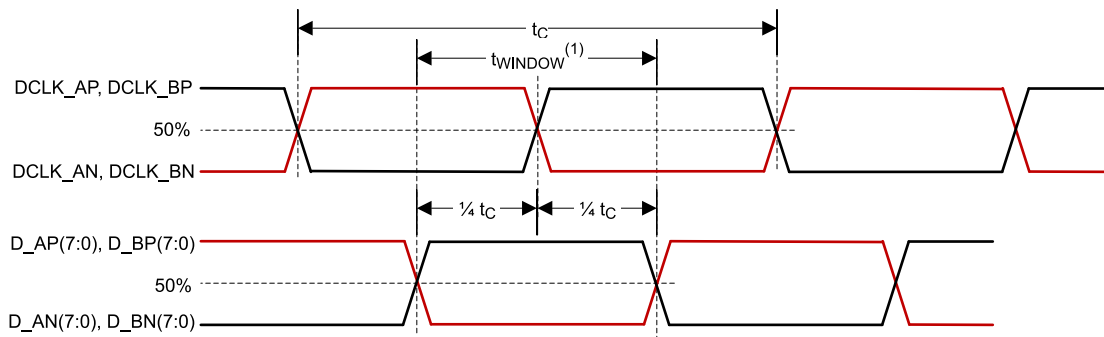 t_C
t_WINDOW^(1)
DCLK_AP, DCLK_BP
50%
DCLK_AN, DCLK_BN
¼ t_C ¼ t_C
D_AP(7:0), D_BP(7:0)
50%
D_AN(7:0), D_BN(7:0)